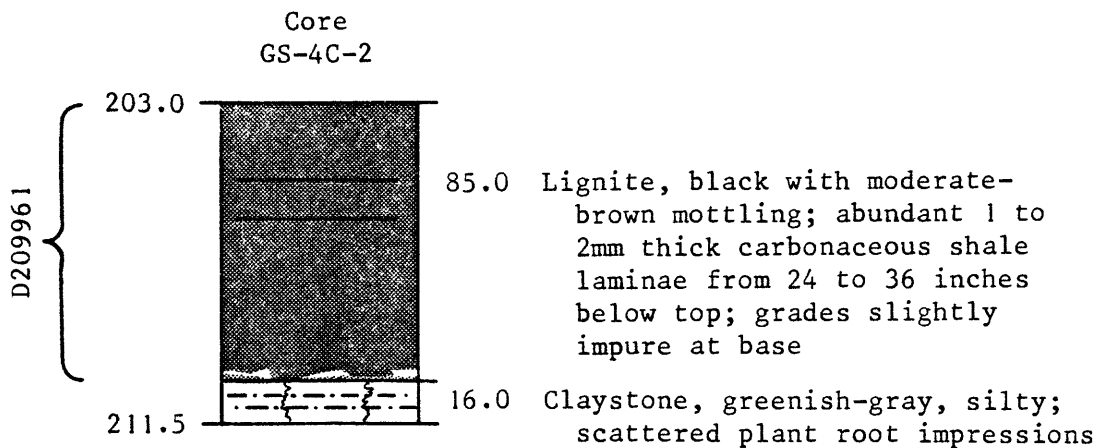 Core
GS-4C-2
203.0
D209961
85.0 Lignite, black with moderate-
brown mottling; abundant 1 to
2mm thick carbonaceous shale
laminae from 24 to 36 inches
below top; grades slightly
impure at base
16.0 Claystone, greenish-gray, silty;
scattered plant root impressions
211.5